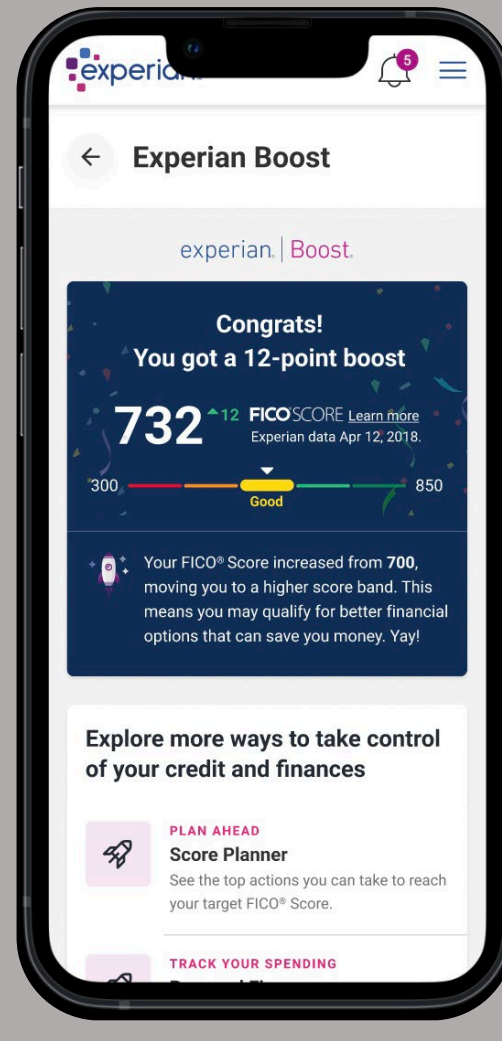 5
Experian Boost
experian. | Boost.
Congrats!
You got a 12-point boost
732 12 FICO® SCORE Learn more
Experian data Apr 12, 2018.
300 850
Good
Your FICO® Score increased from 700,
moving you to a higher score band. This
means you may qualify for better financial
options that can save you money. Yay!
Explore more ways to take control
of your credit and finances
PLAN AHEAD
Score Planner
See the top actions you can take to reach
your target FICO® Score.
TRACK YOUR SPENDING